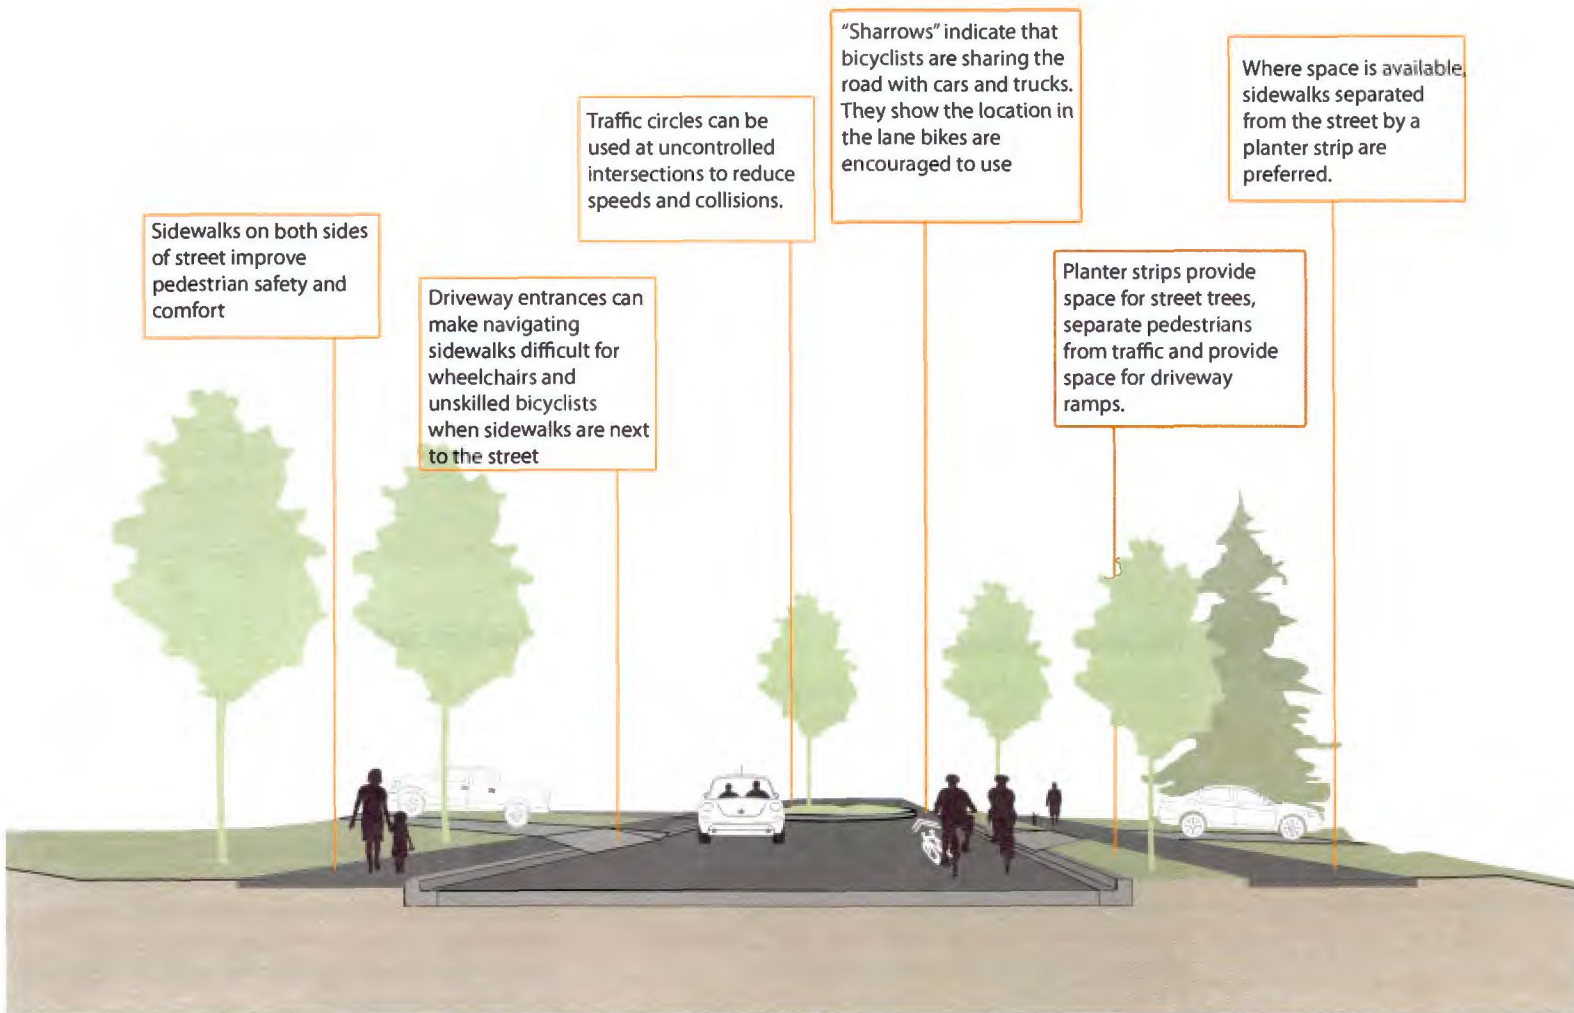 Sidewalks on both sides
of street improve
pedestrian safety and
comfort
Driveway entrances can
make navigating
sidewalks difficult for
wheelchairs and
unskilled bicyclists
when sidewalks are next
to the street
Traffic circles can be
used at uncontrolled
intersections to reduce
speeds and collisions.
"Sharrows" indicate that
bicyclists are sharing the
road with cars and trucks.
They show the location in
the lane bikes are
encouraged to use
Planter strips provide
space for street trees,
separate pedestrians
from traffic and provide
space for driveway
ramps.
Where space is available,
sidewalks separated
from the street by a
planter strip are
preferred.